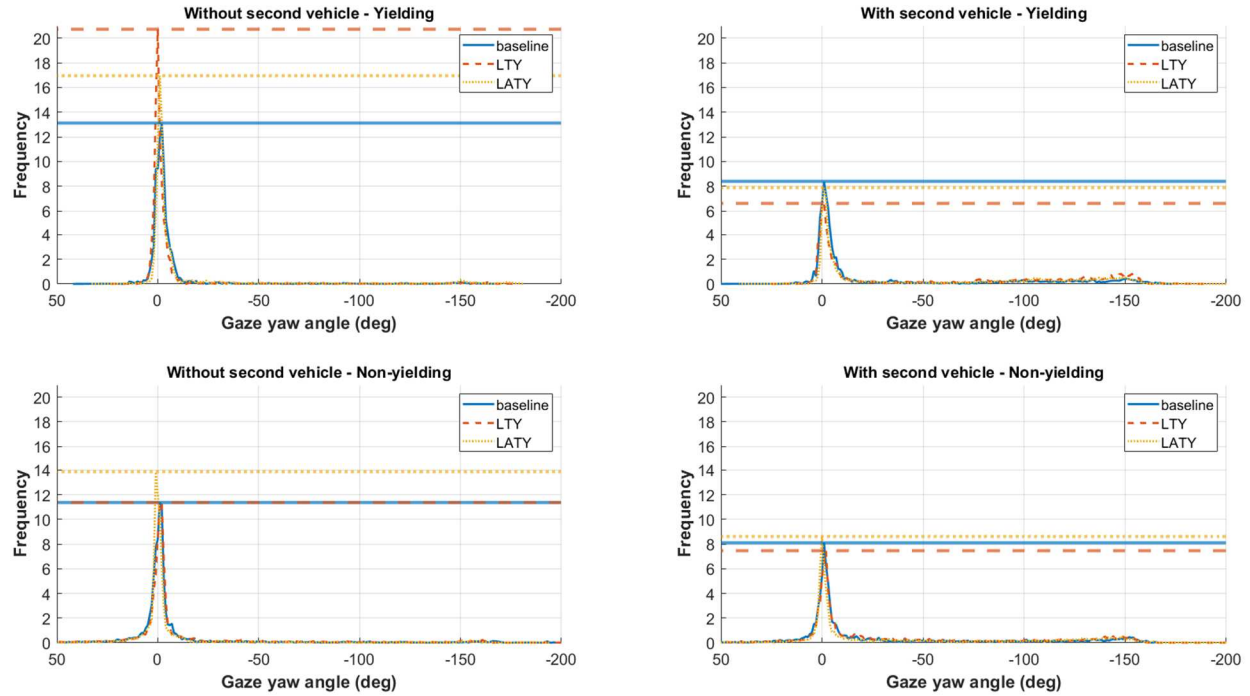 Without second vehicle - Yielding
20
18
16
14
12
10
8
6
4
2
0
Frequency
baseline
LTY
LATY
50 0 -50 -100 -150 -200
Gaze yaw angle (deg)
With second vehicle - Yielding
20
18
16
14
12
10
8
6
4
2
0
Frequency
baseline
LTY
LATY
50 0 -50 -100 -150 -200
Gaze yaw angle (deg)
Without second vehicle - Non-yielding
20
18
16
14
12
10
8
6
4
2
0
Frequency
baseline
LTY
LATY
50 0 -50 -100 -150 -200
Gaze yaw angle (deg)
With second vehicle - Non-yielding
20
18
16
14
12
10
8
6
4
2
0
Frequency
baseline
LTY
LATY
50 0 -50 -100 -150 -200
Gaze yaw angle (deg)